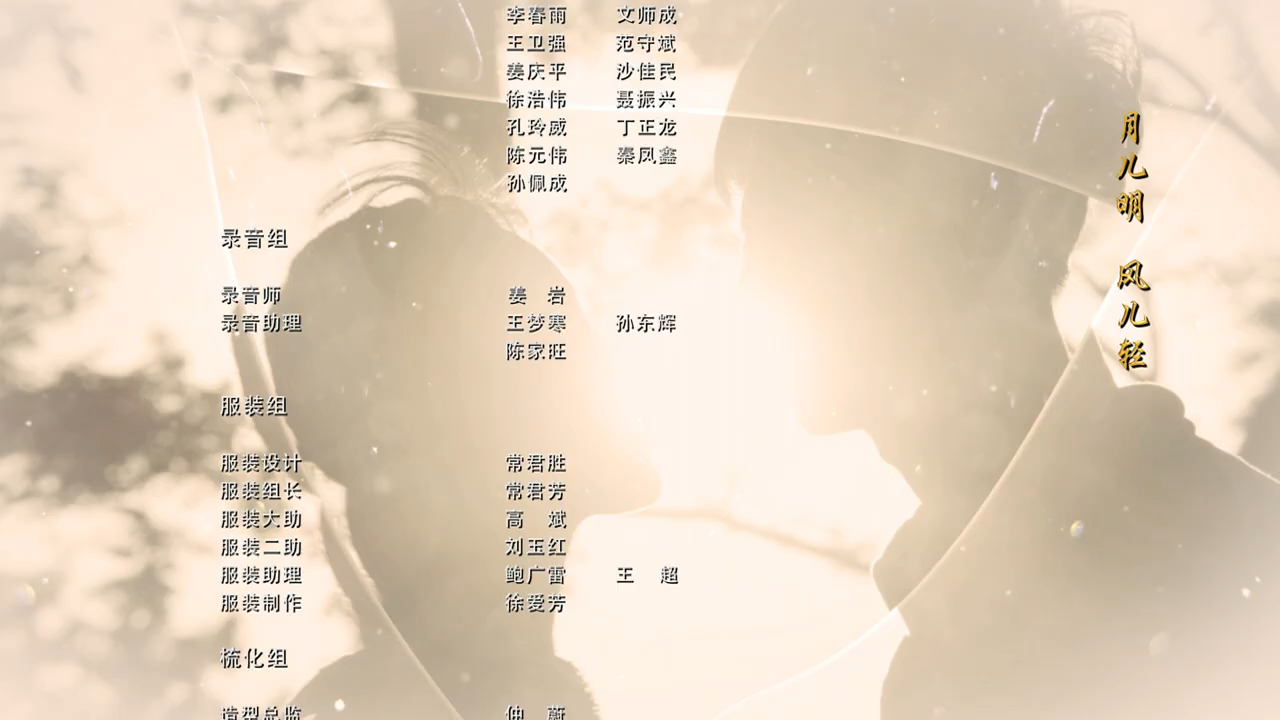 李春雨 文师成
王卫强 范守斌
姜庆平 沙佳民
徐浩伟 聂振兴
孔玲威 丁正龙
陈元伟 秦凤鑫
孙佩成
录音组
录音师 姜 岩
录音助理 王梦寒 孙东辉
陈家旺
服装组
服装设计 常君胜
服装组长 常君芳
服装大助 高 斌
服装二助 刘玉红
服装助理 鲍广雷 王 超
服装制作 徐爱芳
梳化组
造型总监 仲 蔚
月儿明 风儿轻